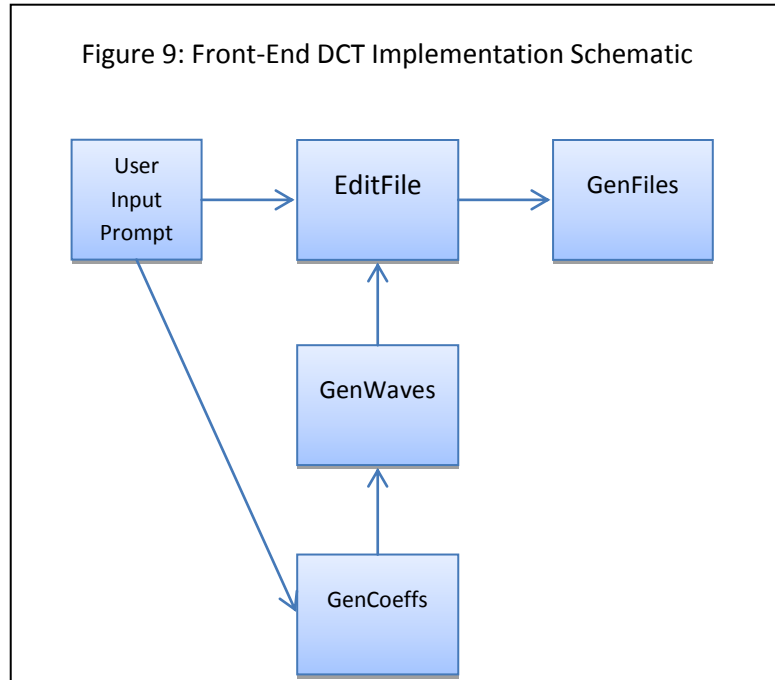 Figure 9: Front-End DCT Implementation Schematic
User
Input
Prompt
EditFile
GenFiles
GenWaves
GenCoeffs